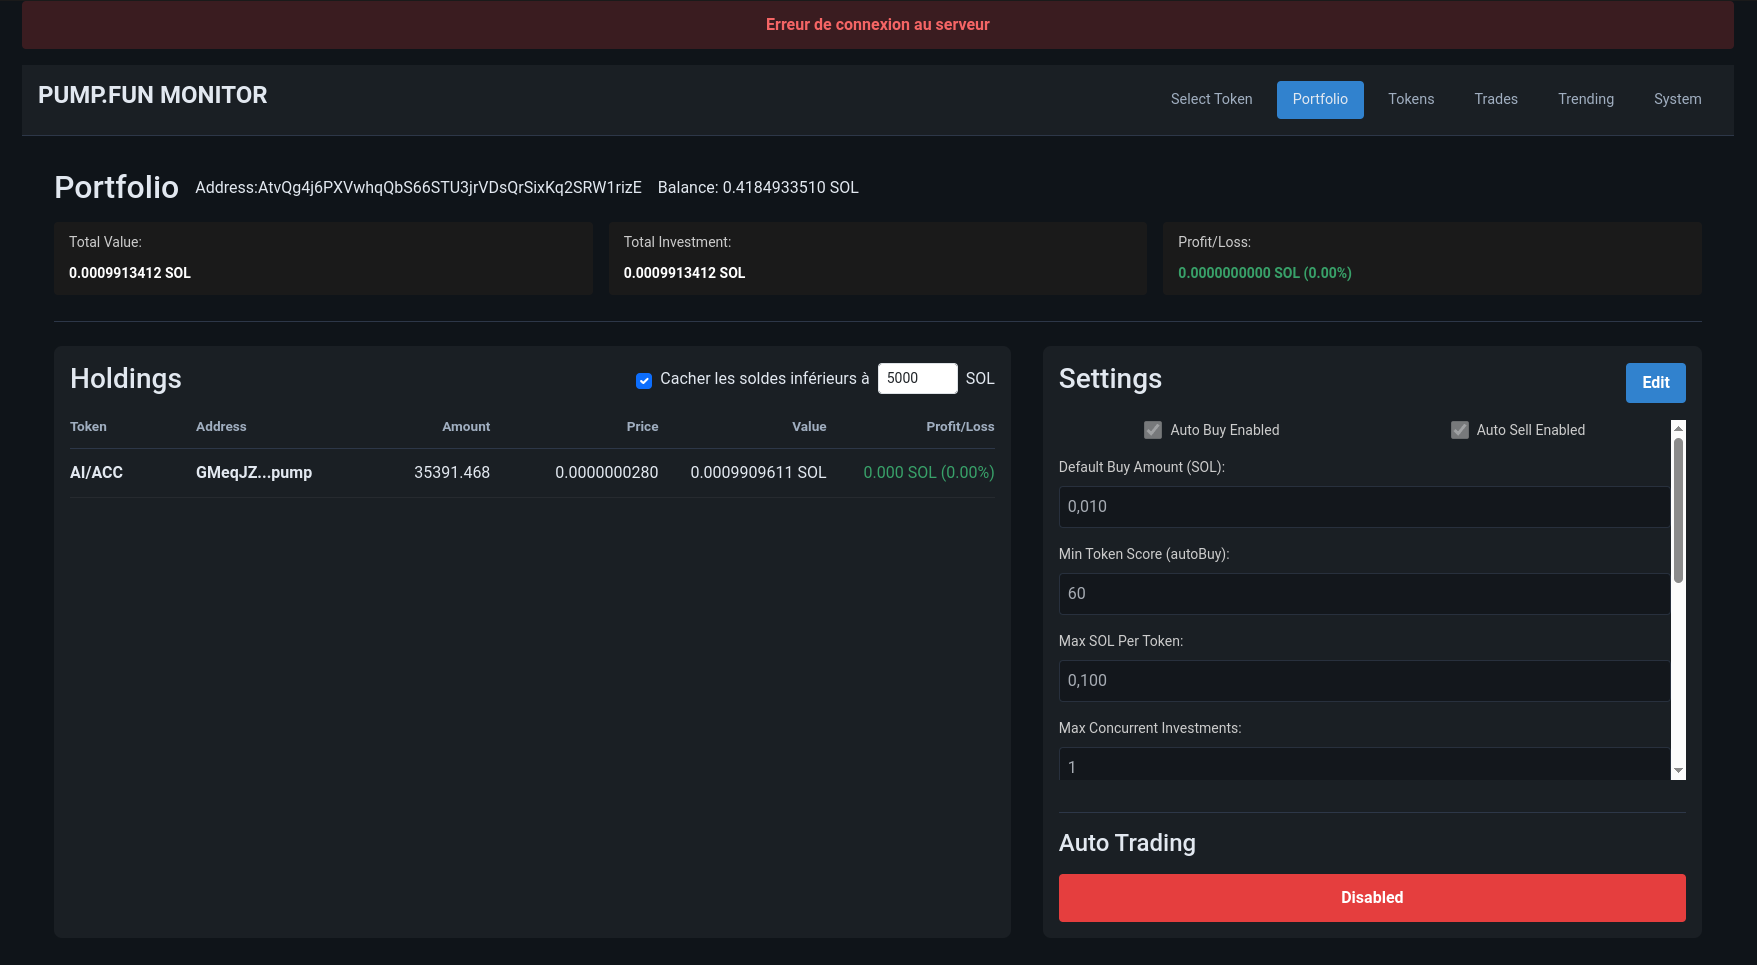 Erreur de connexion au serveur
PUMP.FUN MONITOR
Select Token Portfolio Tokens Trades Trending System
Portfolio Address:AtvQg4j6PXVwhqQbS66STU3jrVDsQrSixKq2SRW1rizE Balance: 0.4184933510 SOL
Total Value:
0.0009913412 SOL
Total Investment:
0.0009913412 SOL
Profit/Loss:
0.0000000000 SOL (0.00%)
Holdings
Cacher les soldes inférieurs à 5000 SOL
Token Address Amount Price Value Profit/Loss
AI/ACC GMeqJZ...pump 35391.468 0.0000000280 0.0009909611 SOL 0.000 SOL (0.00%)
Settings
Edit
Auto Buy Enabled Auto Sell Enabled
Default Buy Amount (SOL):
0,010
Min Token Score (autoBuy):
60
Max SOL Per Token:
0,100
Max Concurrent Investments:
1
Auto Trading
Disabled